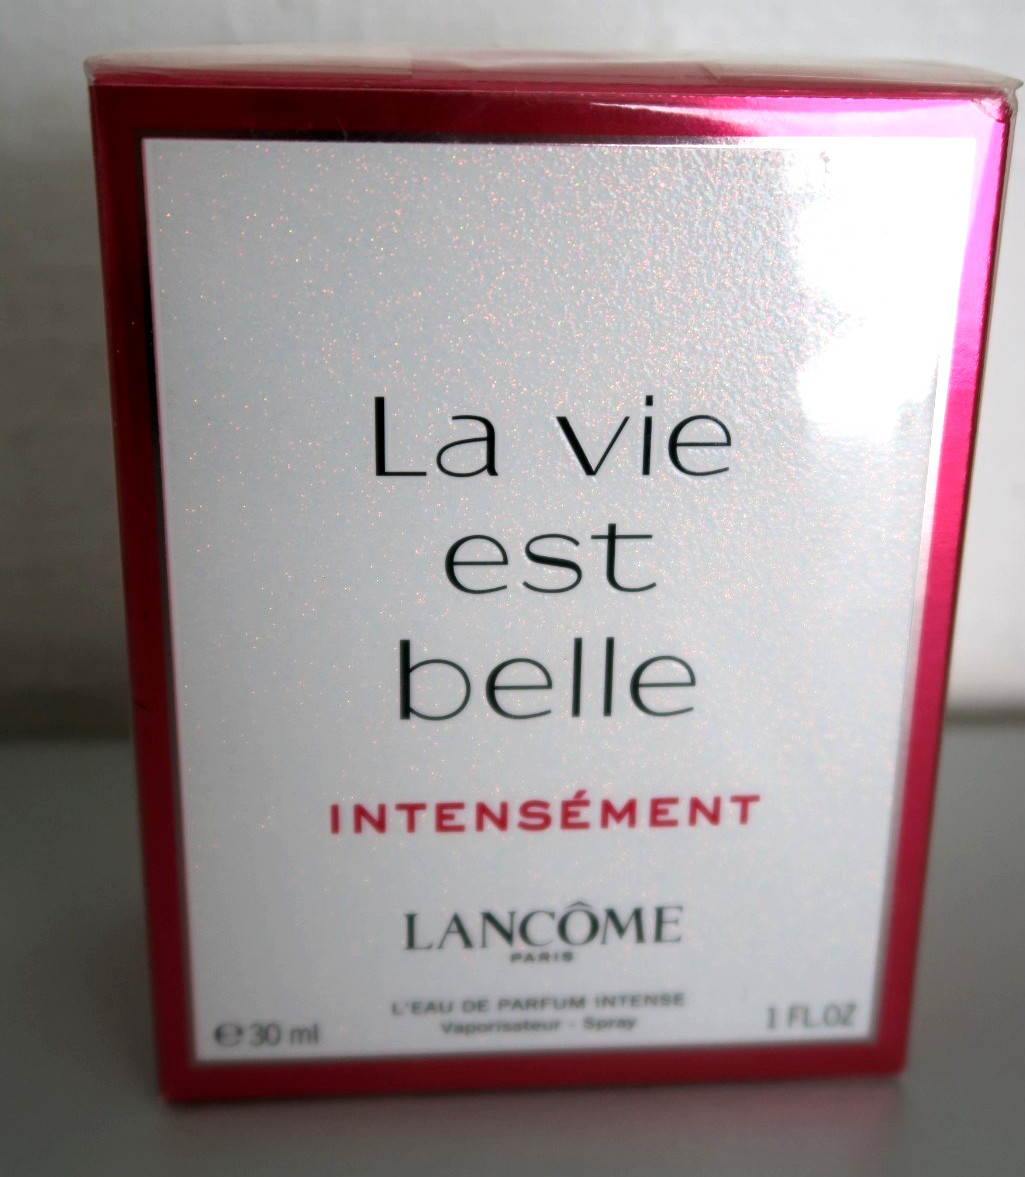 La vie
est
belle
INTENSÉMENT
LANCÔME
PARIS
L'EAU DE PARFUM INTENSE
Vaporisateur - Spray
℮ 30 ml
1 FL.OZ